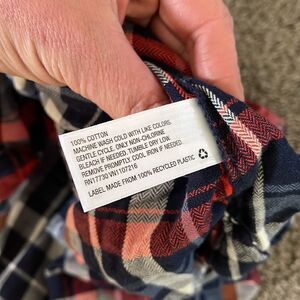 100% COTTON
MACHINE WASH COLD WITH LIKE COLORS.
GENTLE CYCLE. ONLY NON-CHLORINE
BLEACH IF NEEDED. TUMBLE DRY LOW.
REMOVE PROMPTLY. COOL IRON IF NEEDED.
RN17730 VN1107216
LABEL: MADE FROM 100% RECYCLED PLASTIC